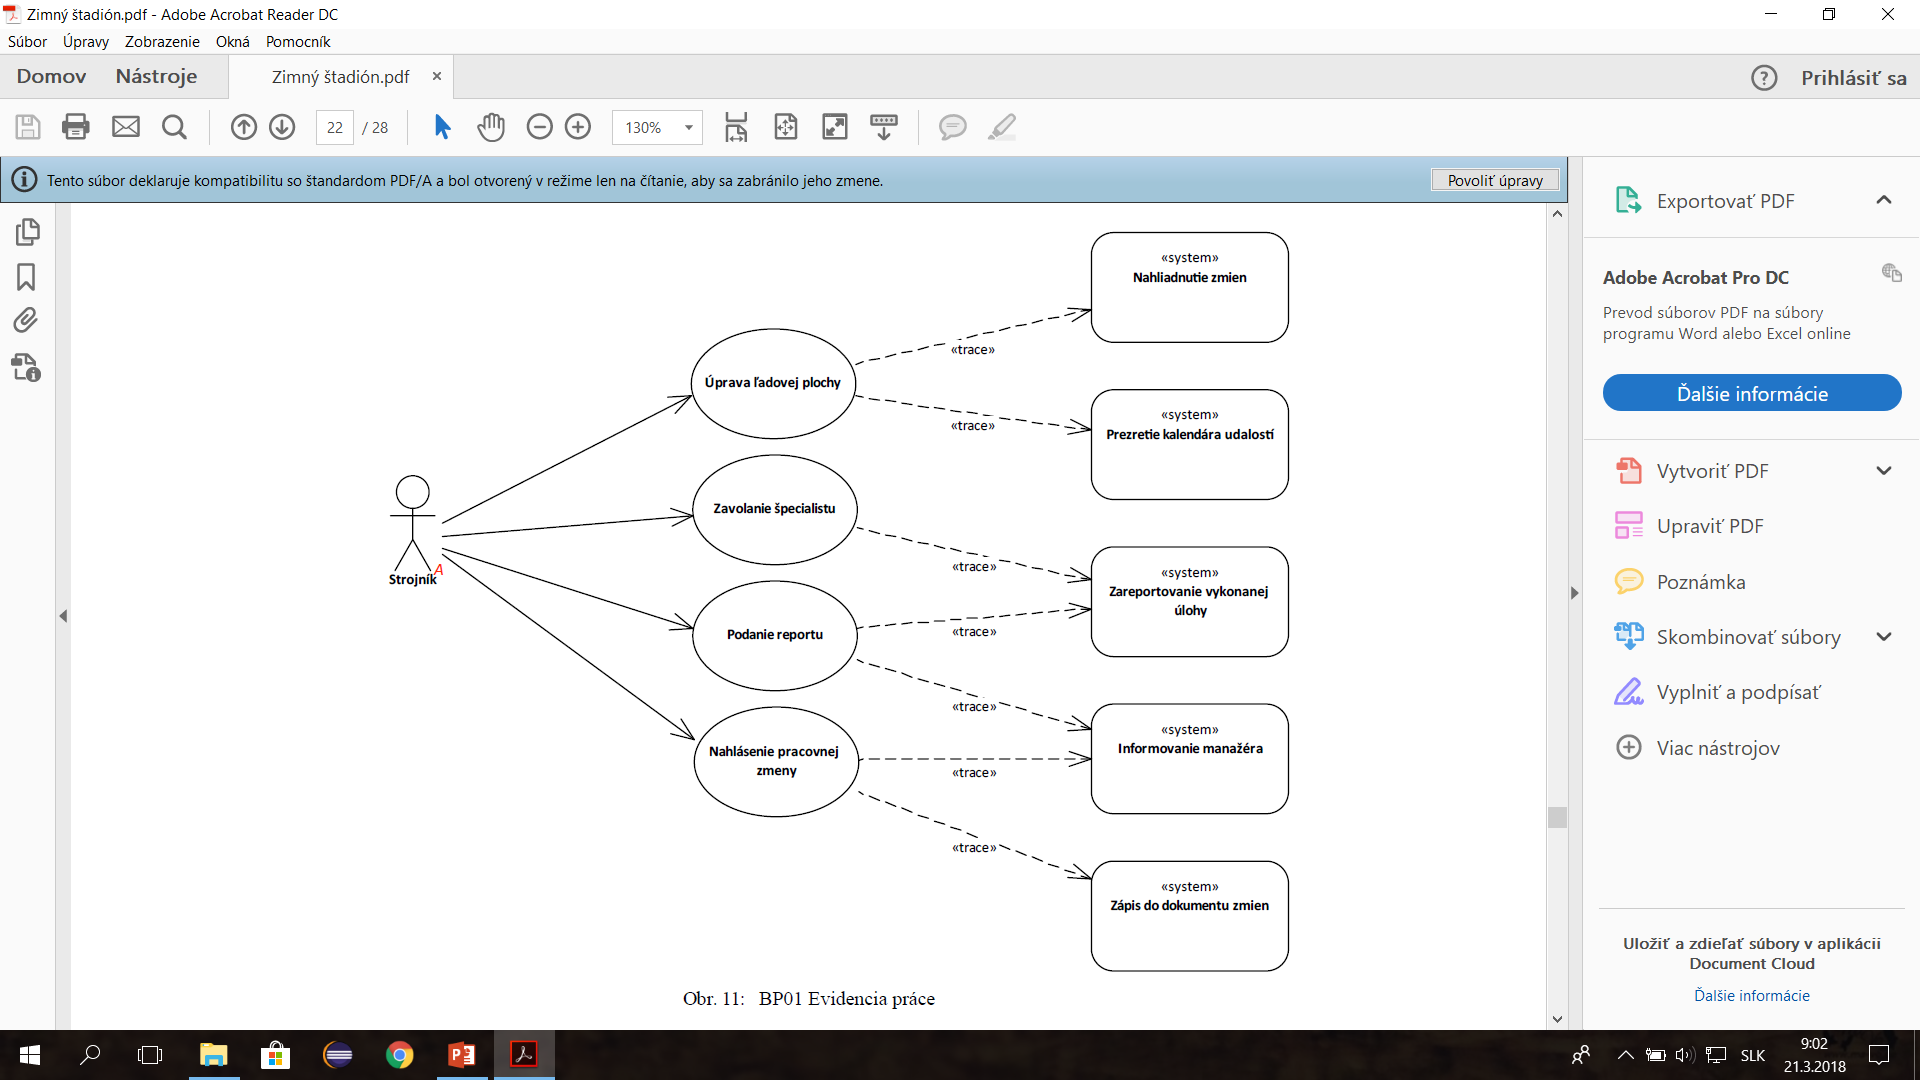 Zimný štadión.pdf - Adobe Acrobat Reader DC
Súbor Úpravy Zobrazenie Okná Pomocník
Domov Nástroje Zimný štadión.pdf × Prihlásiť sa
22 / 28 130%
Tento súbor deklaruje kompatibilitu so štandardom PDF/A a bol otvorený v režime len na čítanie, aby sa zabránilo jeho zmene. Povoliť úpravy
«system»
Nahliadnutie zmien
«trace»
Úprava ľadovej plochy
«trace»
«system»
Prezretie kalendára udalostí
Zavolanie špecialistu
«trace»
Strojník
A
«system»
Zareportovanie vykonanej
úlohy
Podanie reportu
«trace»
«trace»
«system»
Informovanie manažéra
Nahlásenie pracovnej
zmeny
«trace»
«trace»
«system»
Zápis do dokumentu zmien
Obr. 11: BP01 Evidencia práce
Exportovať PDF
Adobe Acrobat Pro DC
Prevod súborov PDF na súbory
programu Word alebo Excel online
Ďalšie informácie
Vytvoriť PDF
Upraviť PDF
Poznámka
Skombinovať súbory
Vyplniť a podpísať
Viac nástrojov
Uložiť a zdieľať súbory v aplikácii
Document Cloud
Ďalšie informácie
SLK
9:02
21.3.2018